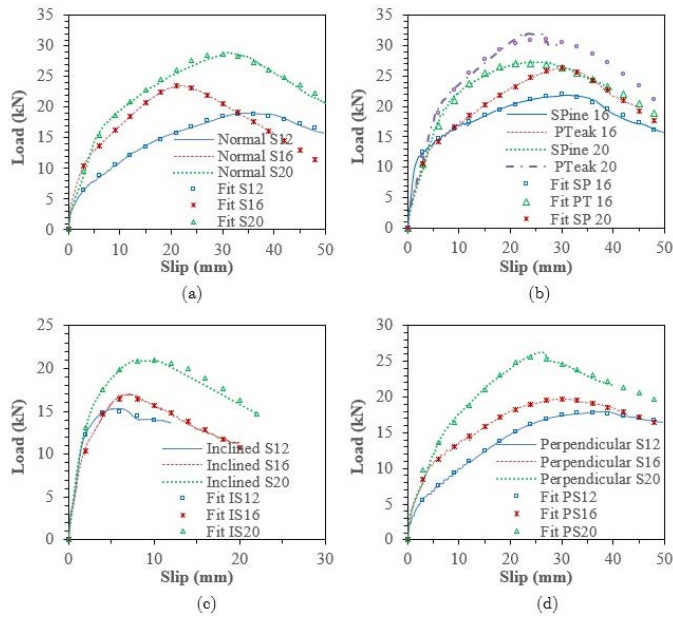 35
30
25
20
15
10
5
0
Load (kN)
Normal S12
Normal S16
Normal S20
Fit S12
Fit S16
Fit S20
0 10 20 30 40 50
Slip (mm)
(a)
35
30
25
20
15
10
5
0
Load (kN)
SPine 16
PTeak 16
SPine 20
PTeak 20
Fit SP 16
Fit PT 16
Fit SP 20
0 10 20 30 40 50
Slip (mm)
(b)
25
20
15
10
5
0
Load (kN)
Inclined S12
Inclined S16
Inclined S20
Fit IS12
Fit IS16
Fit IS20
0 10 20 30
Slip (mm)
(c)
30
25
20
15
10
5
0
Load (kN)
Perpendicular S12
Perpendicular S16
Perpendicular S20
Fit PS12
Fit PS16
Fit PS20
0 10 20 30 40 50
Slip (mm)
(d)